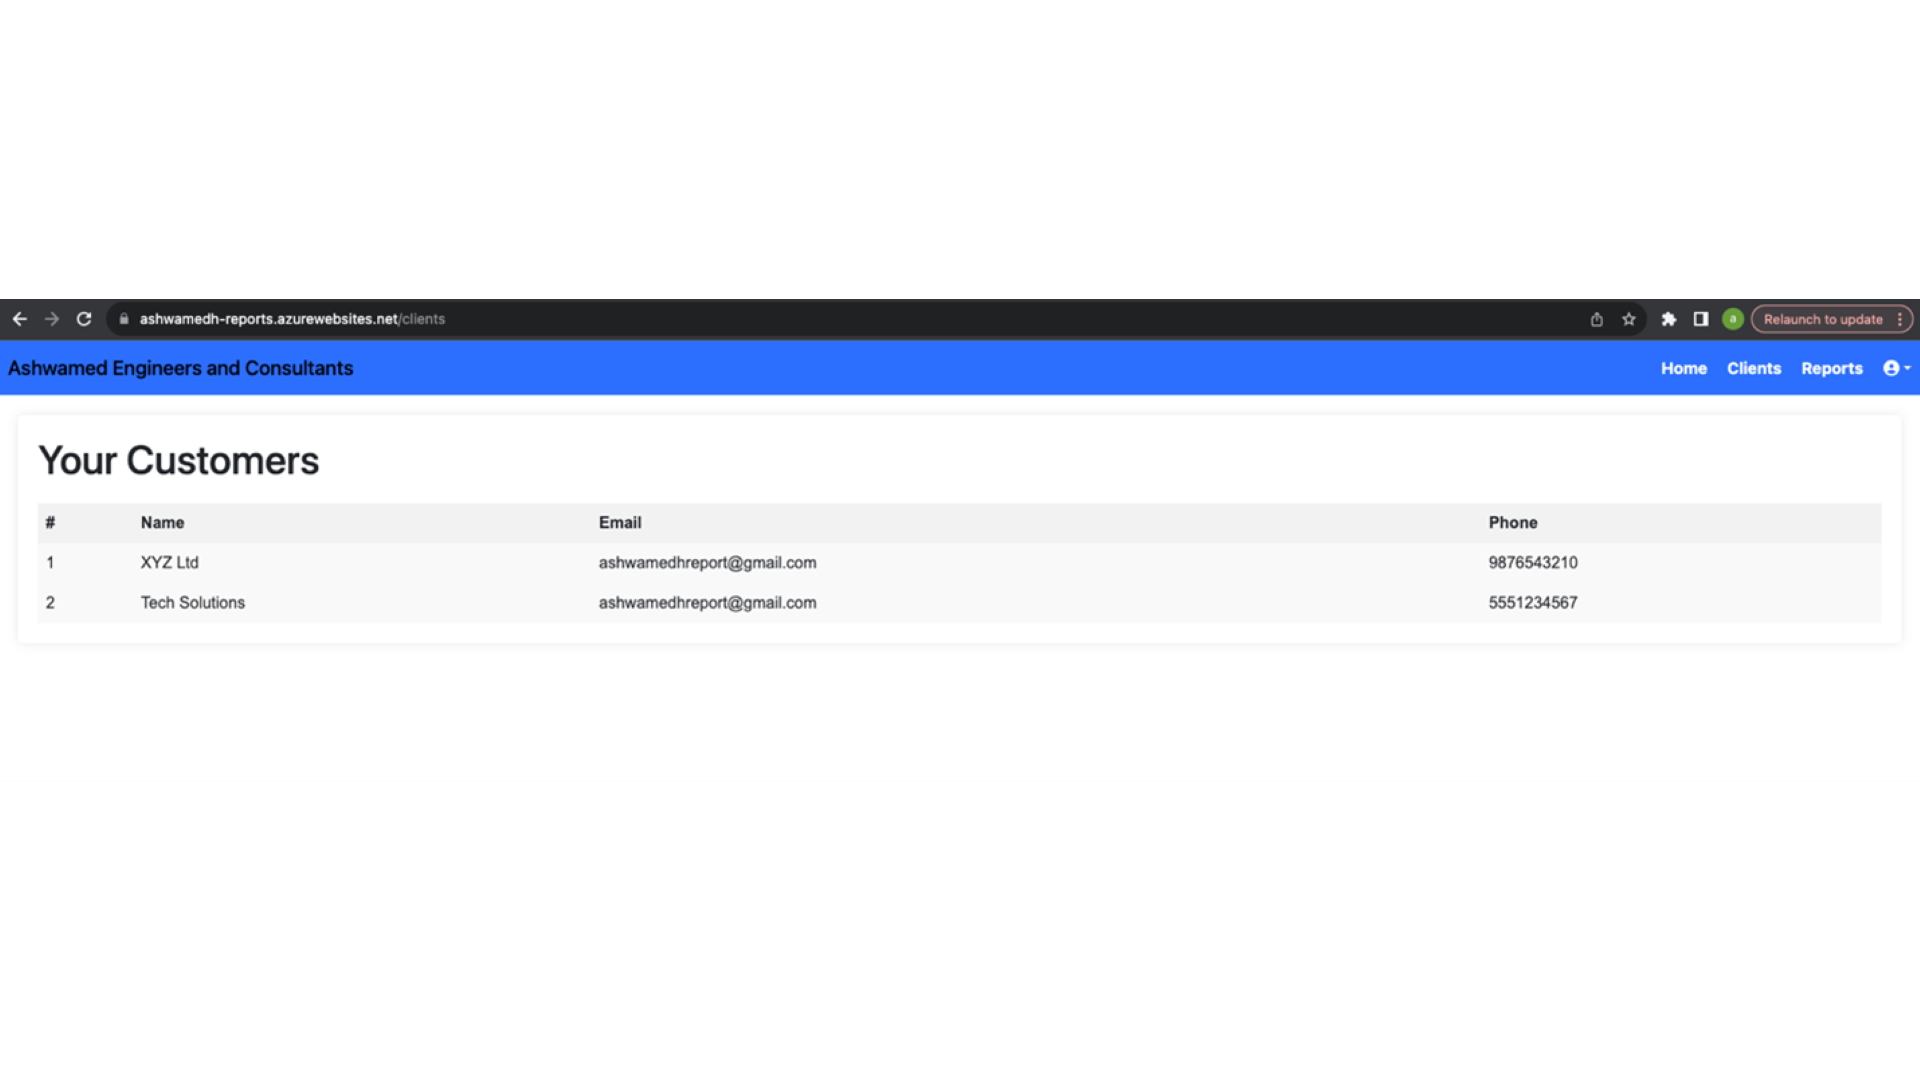 ashwamedh-reports.azurewebsites.net/clients a Relaunch to update
Ashwamed Engineers and Consultants Home Clients Reports
Your Customers
# Name Email Phone
1 XYZ Ltd ashwamedhreport@gmail.com 9876543210
2 Tech Solutions ashwamedhreport@gmail.com 5551234567